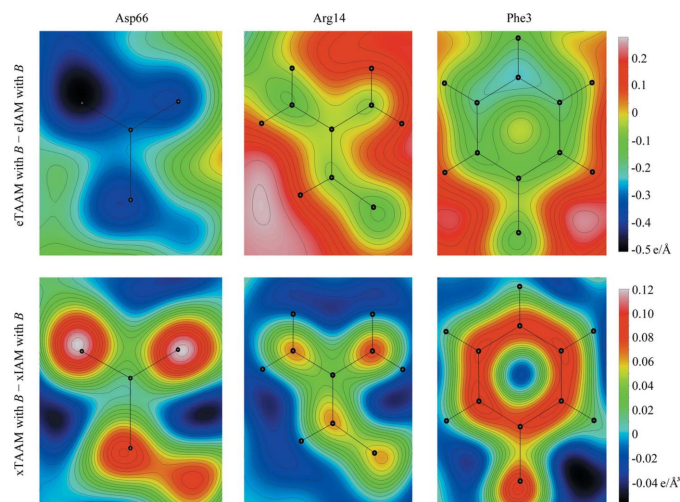 Asp66
Arg14
Phe3
eTAAM with B − eIAM with B
0.2
0.1
0
-0.1
-0.2
-0.3
-0.4
-0.5 e/Å
xTAAM with B − xIAM with B
0.12
0.10
0.08
0.06
0.04
0.02
0
-0.02
-0.04 e/Å³